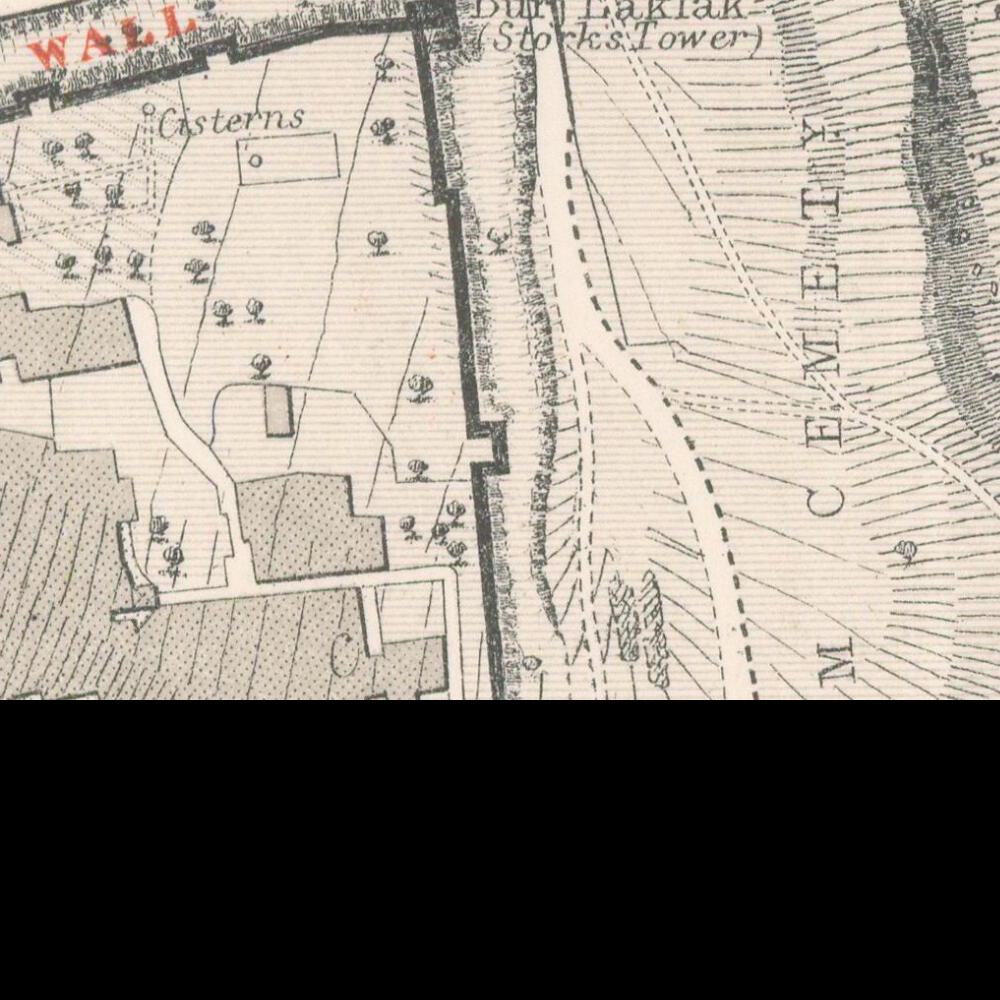 Burj Laklak
(Storks Tower)
WALL
Cisterns
CEMETY
C
M